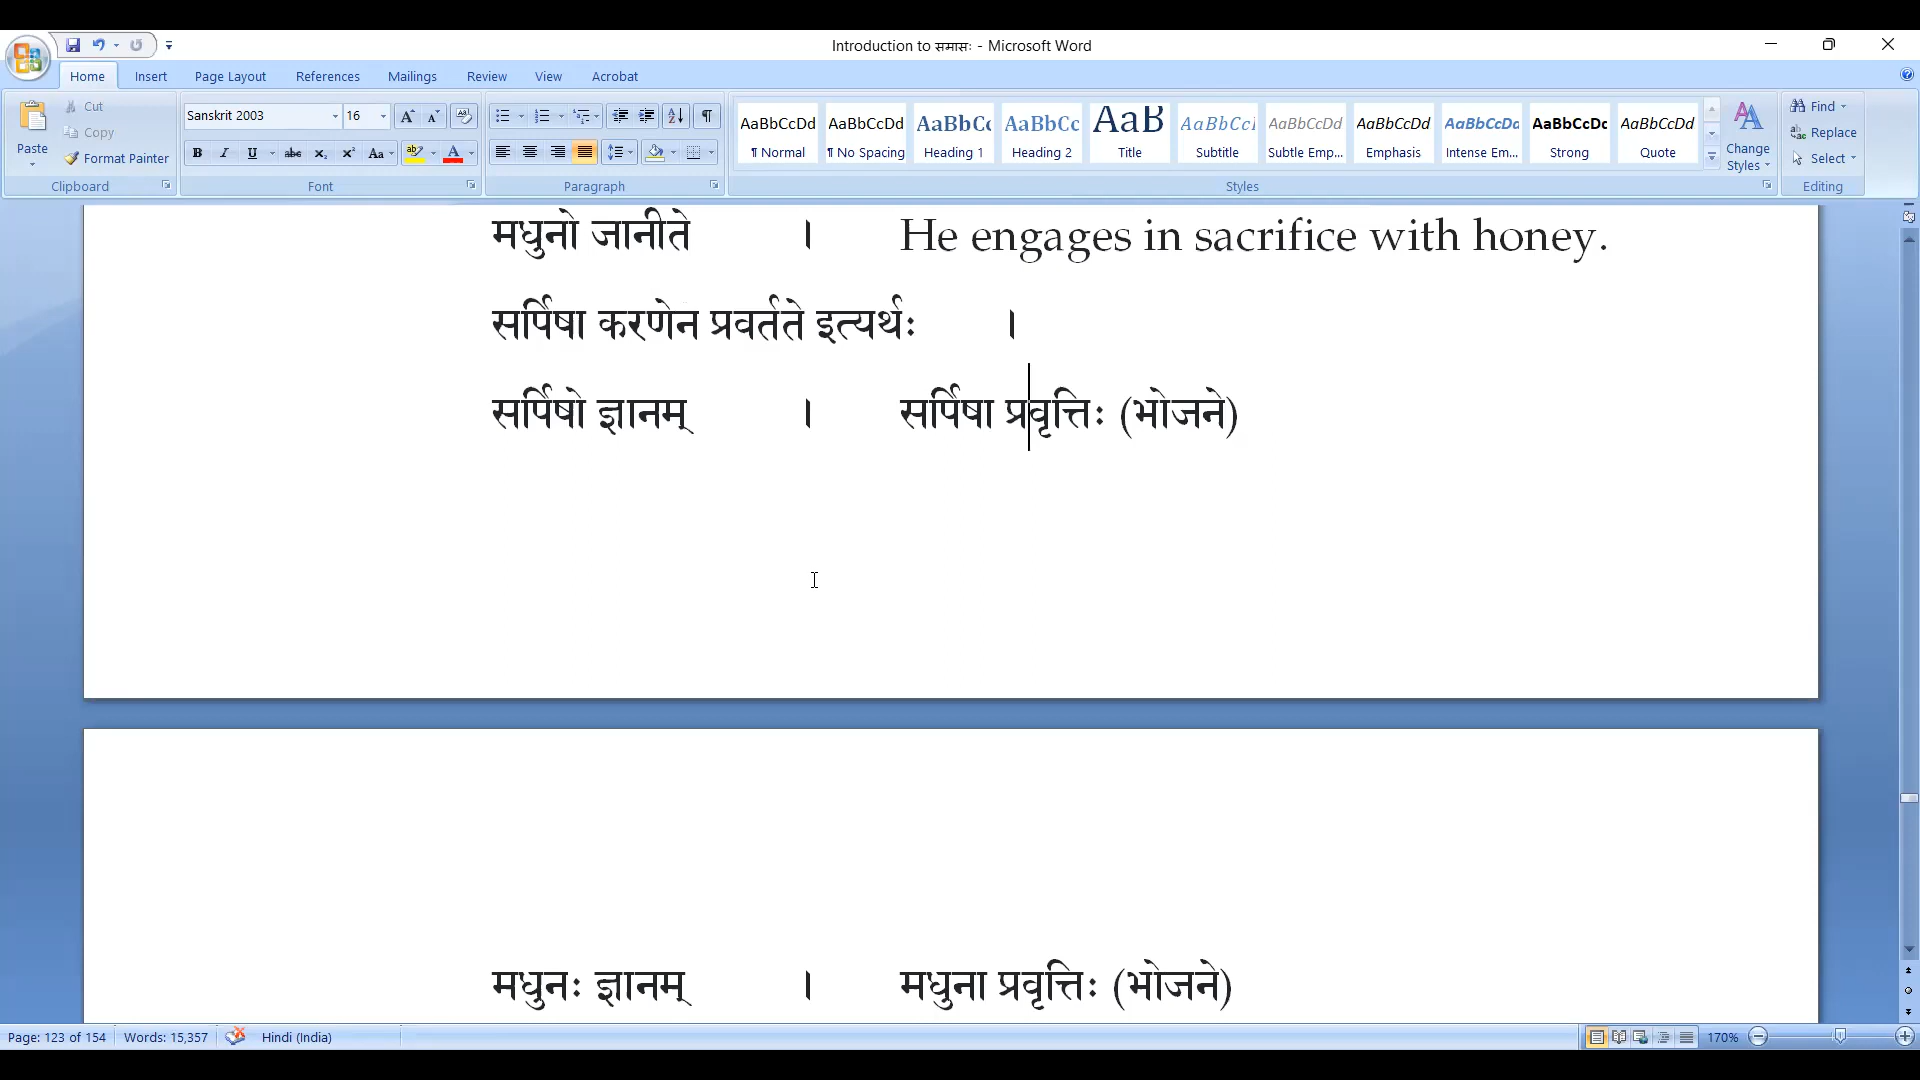 Introduction to समासः - Microsoft Word
Home Insert Page Layout References Mailings Review View Acrobat
Paste
Cut
Copy
Format Painter
Clipboard
Sanskrit 2003 16
Font
Paragraph
AaBbCcDd AaBbCcDd AaBbCc AaBbCc AaB AaBbCcl AaBbCcDd AaBbCcDd AaBbCcDd AaBbCcDc AaBbCcDd
¶ Normal ¶ No Spacing Heading 1 Heading 2 Title Subtitle Subtle Emp... Emphasis Intense Em... Strong Quote
Change Styles
Styles
Find
Replace
Select
Editing
मधुनो जानीते । He engages in sacrifice with honey.
सर्पिषा करणेन प्रवर्तते इत्यर्थः ।
सर्पिषो ज्ञानम् । सर्पिषा प्रवृत्तिः (भोजने)
मधुनः ज्ञानम् । मधुना प्रवृत्तिः (भोजने)
Page: 123 of 154 Words: 15,357 Hindi (India) 170%